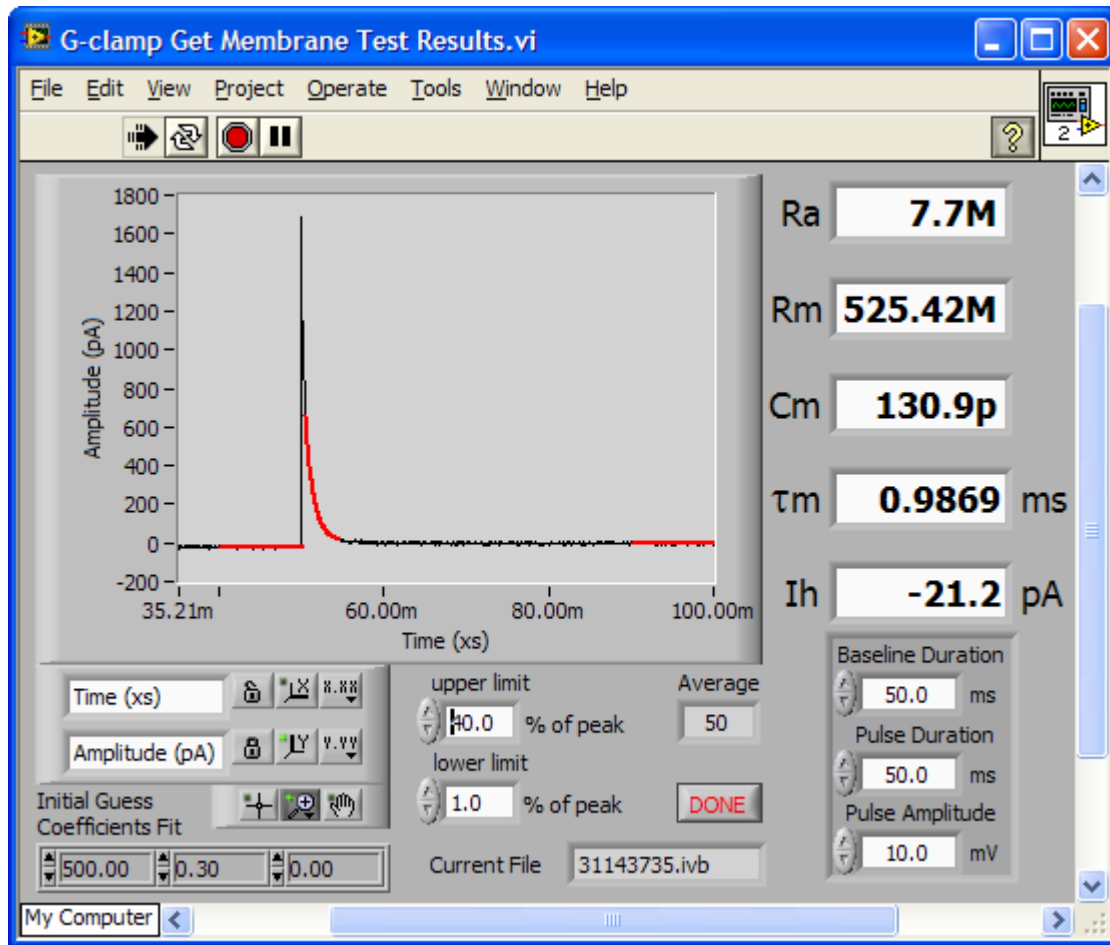 G-clamp Get Membrane Test Results.vi
File Edit View Project Operate Tools Window Help
2
?
1800
1600
1400
1200
1000
800
600
400
200
0
-200
Amplitude (pA)
35.21m 60.00m 80.00m 100.00m
Time (xs)
Ra 7.7M
Rm 525.42M
Cm 130.9p
τm 0.9869 ms
Ih -21.2 pA
Time (xs) X X.XX
Amplitude (pA) Y Y.YY
Initial Guess
Coefficients Fit
500.00 0.30 0.00
upper limit
40.0 % of peak
lower limit
1.0 % of peak
Average
50
DONE
Current File 31143735.ivb
Baseline Duration
50.0 ms
Pulse Duration
50.0 ms
Pulse Amplitude
10.0 mV
My Computer